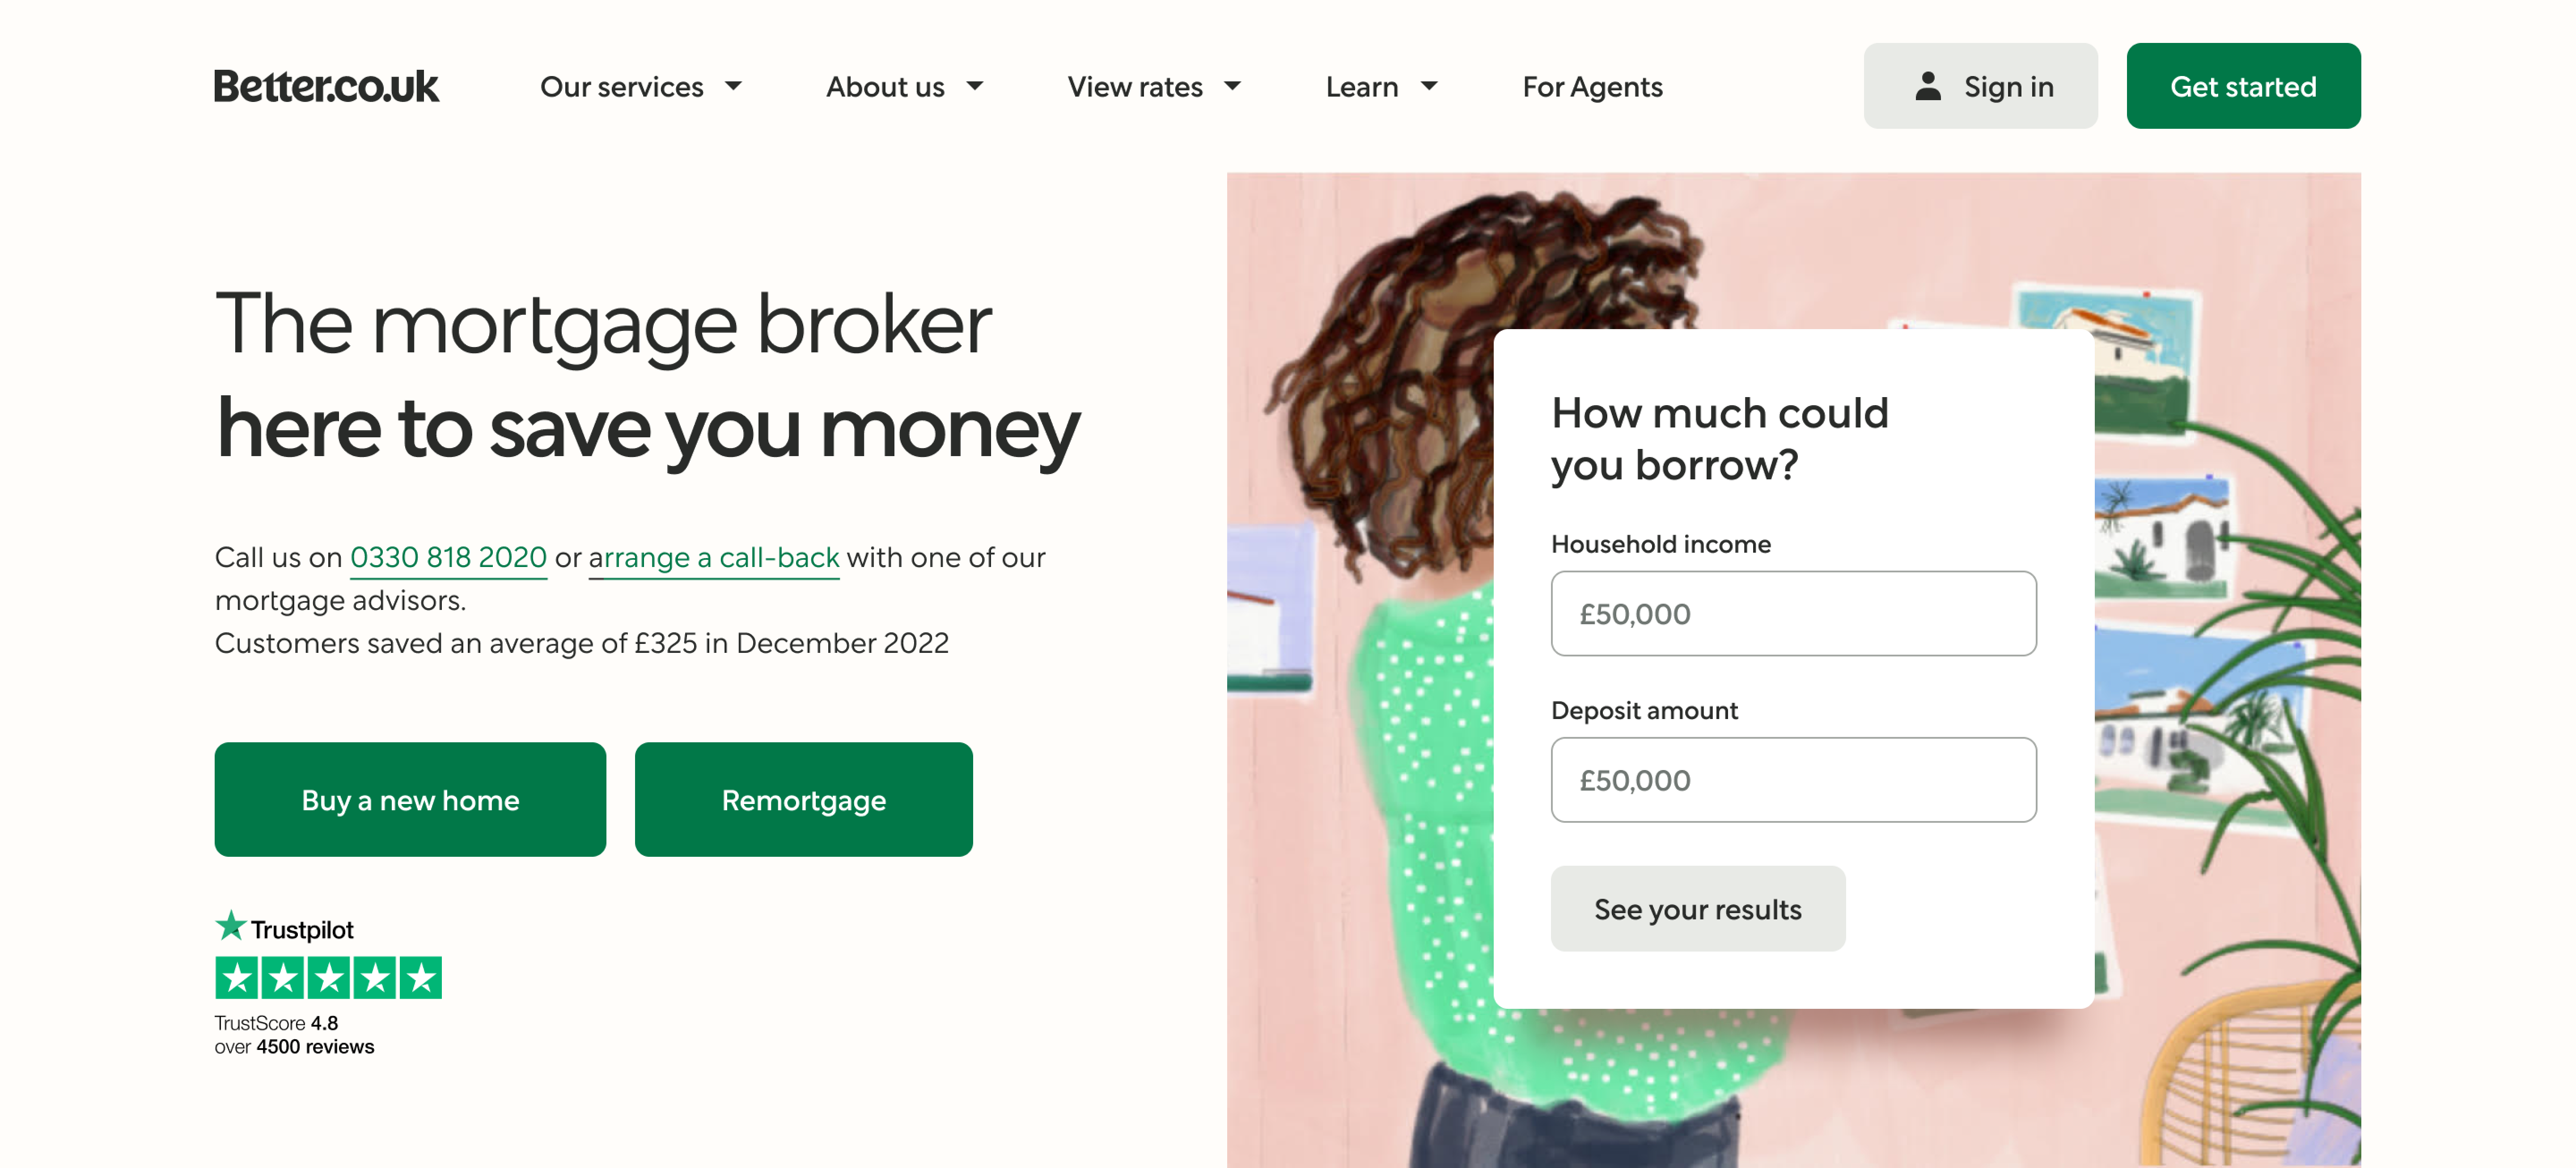 Better.co.uk
Our services
About us
View rates
Learn
For Agents
Sign in
Get started
The mortgage broker
here to save you money
Call us on 0330 818 2020 or arrange a call-back with one of our
mortgage advisors.
Customers saved an average of £325 in December 2022
Buy a new home
Remortgage
Trustpilot
TrustScore 4.8
over 4500 reviews
How much could
you borrow?
Household income
£50,000
Deposit amount
£50,000
See your results